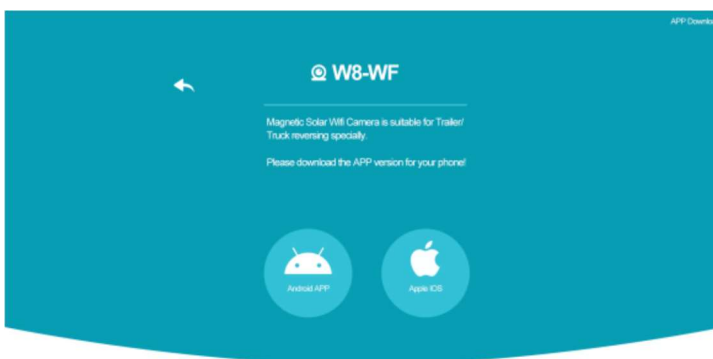 APP
W8-WF
Magnetic Solar Wifi Camera is suitable for Trailer/
Truck reversing specially.
Please download the APP version for your phone!
Android APP
Apple IOS